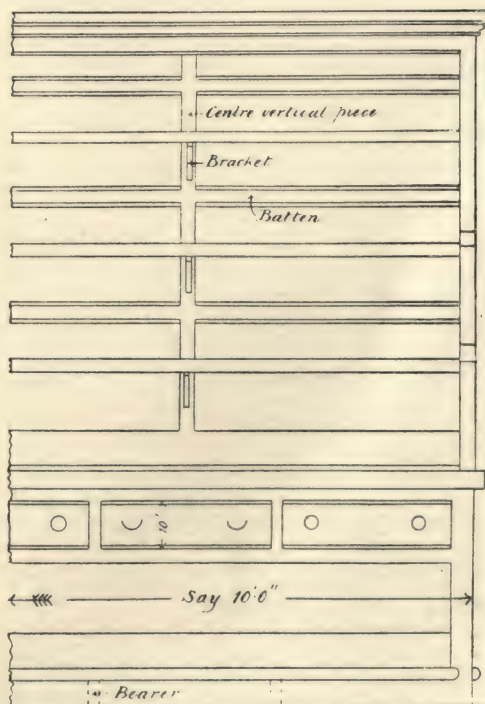 Centre vertical piece
Bracket
Batten
10"
Say 10'·0"
Bearer